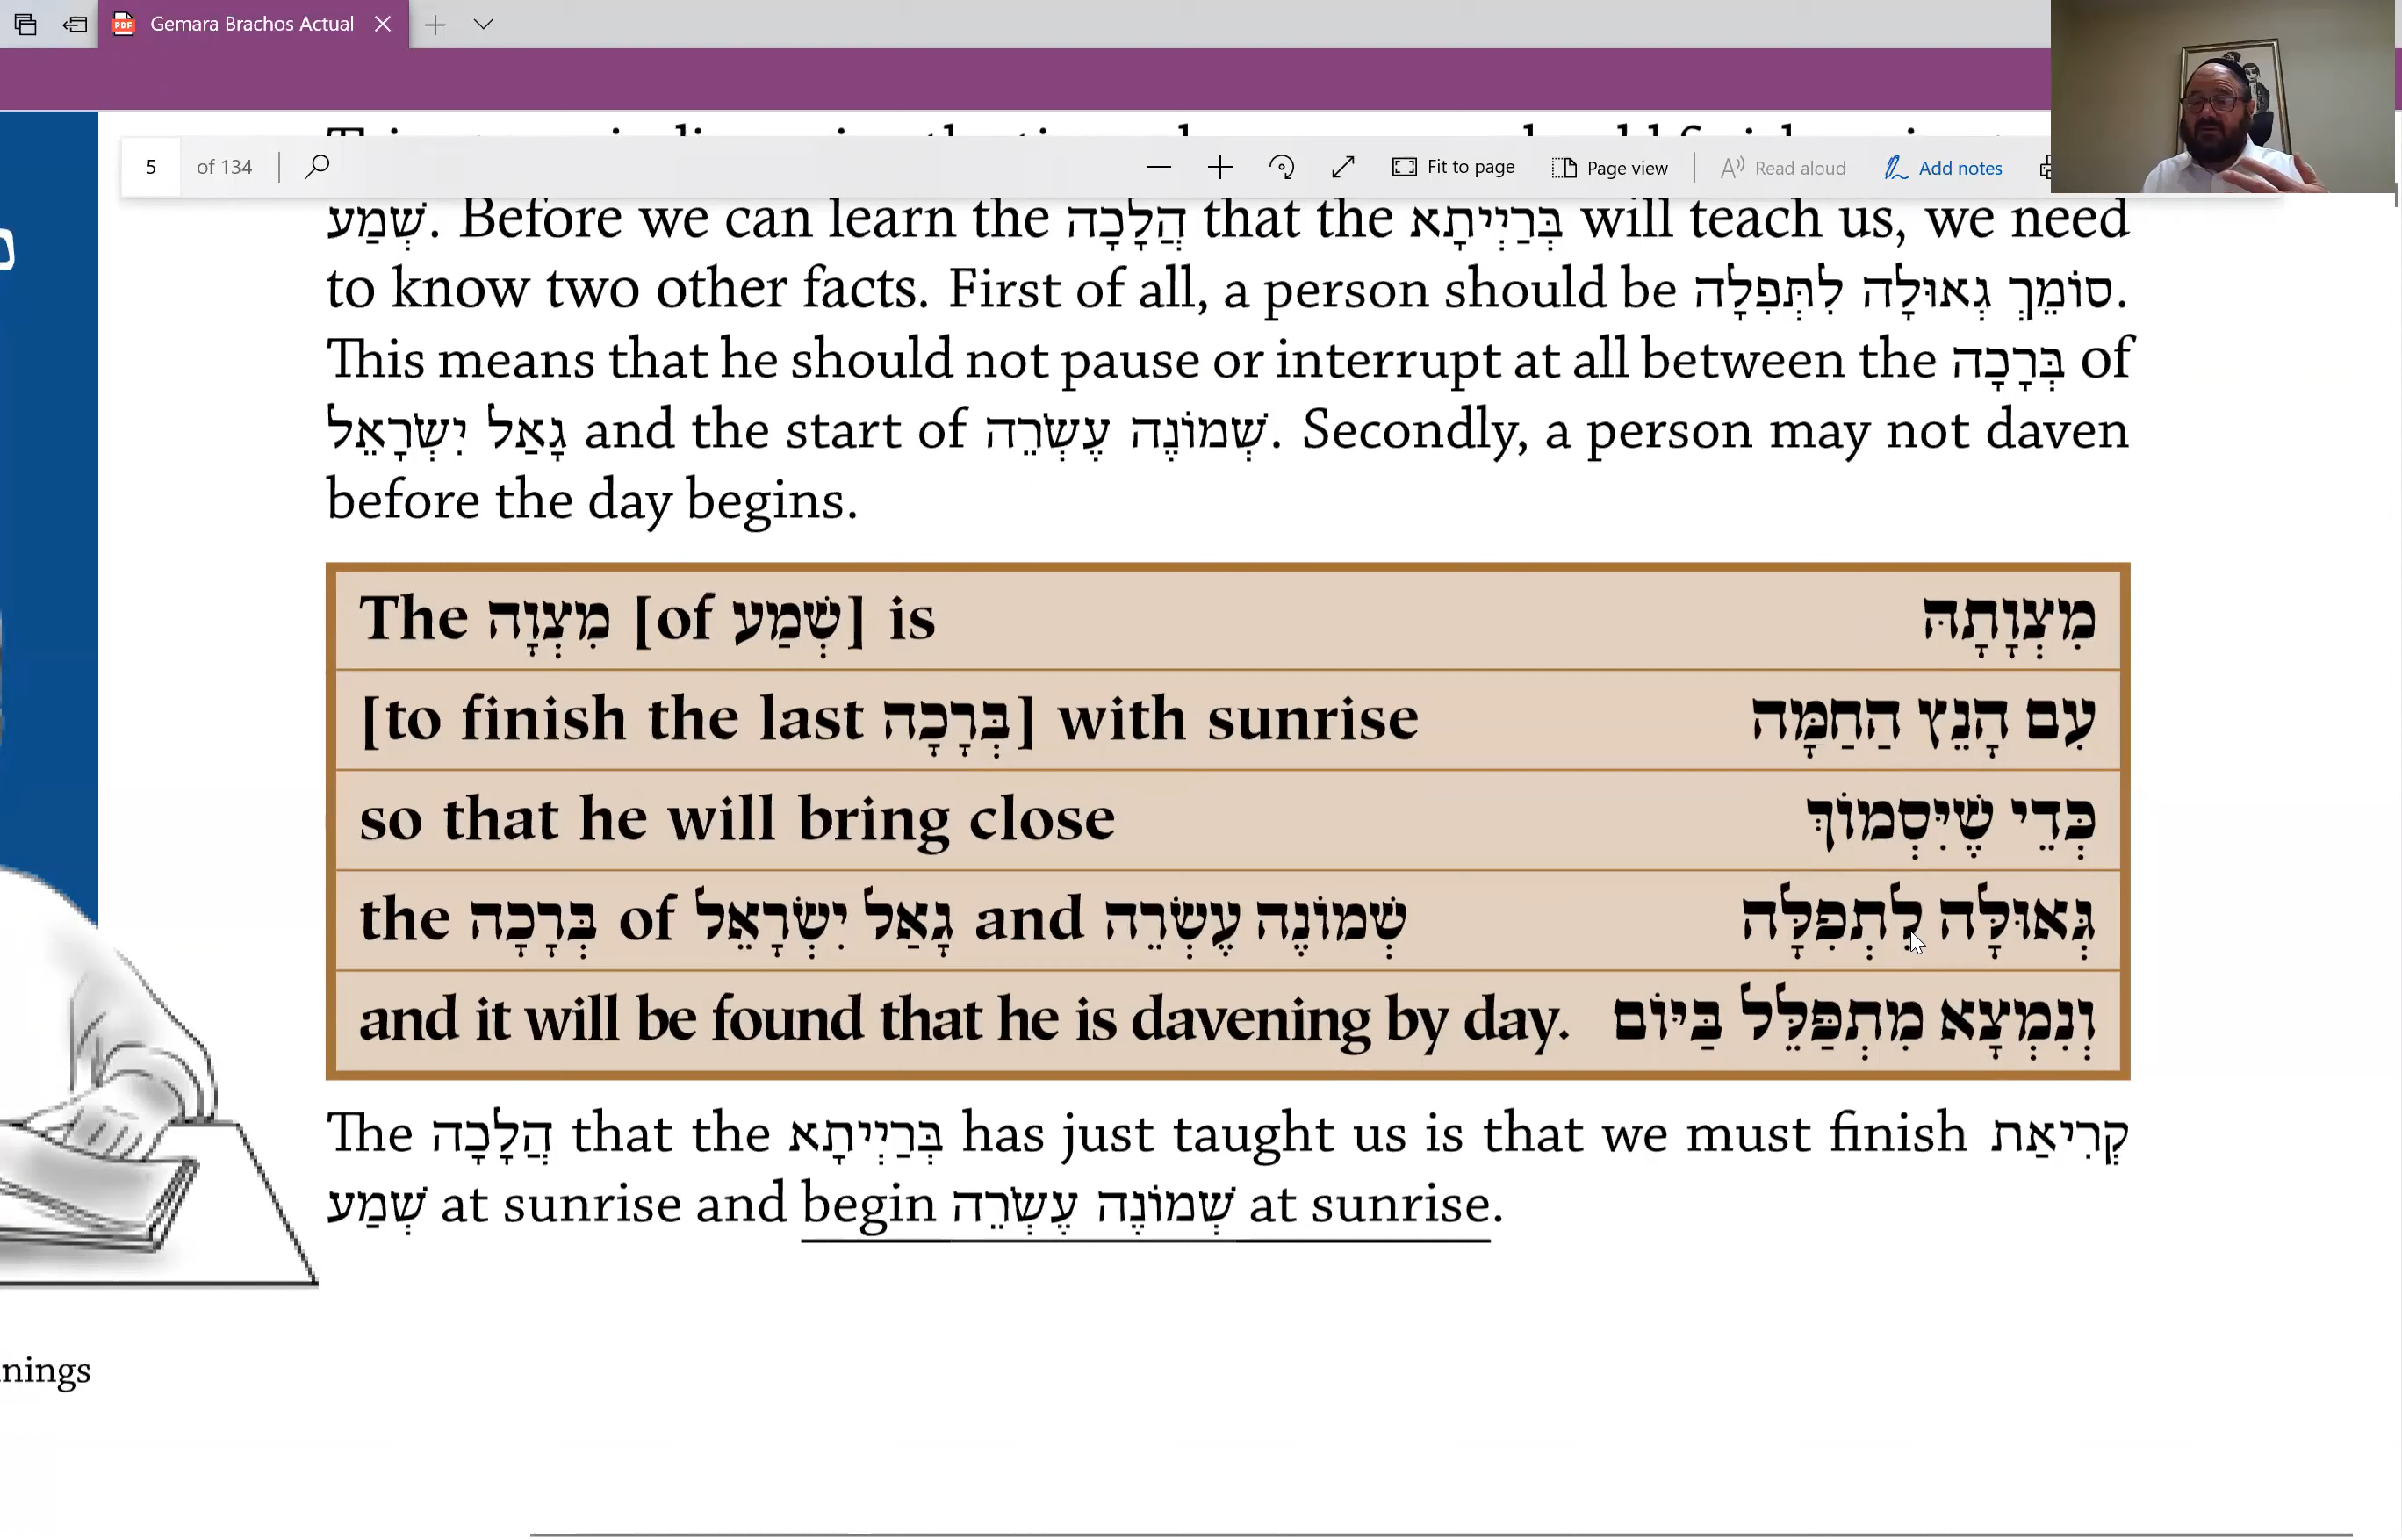 Gemara Brachos Actual
5 of 134
Fit to page
Page view
Read aloud
Add notes
שְׁמַע. Before we can learn the הֲלָכָה that the בְּרַיְיתָא will teach us, we need
to know two other facts. First of all, a person should be סוֹמֵךְ גְאוּלָה לִתְּפִלָּה.
This means that he should not pause or interrupt at all between the בְּרָכָה of
גָאַל יִשְׂרָאֵל and the start of שְׁמוֹנֶה עֶשְׂרֵה. Secondly, a person may not daven
before the day begins.
The מִצְוָה [of שְׁמַע] is מִצְוָתָהּ
[to finish the last בְּרָכָה] with sunrise עִם הָנֵץ הַחַמָּה
so that he will bring close כְּדֵי שֶׁיִּסְמוֹךְ
the בְּרָכָה of גָאַל יִשְׂרָאֵל and שְׁמוֹנֶה עֶשְׂרֵה גְּאוּלָּה לִתְפִלָּה
and it will be found that he is davening by day. וְנִמְצָא מִתְפַּלֵּל בַּיּוֹם
The הֲלָכָה that the בְּרַיְיתָא has just taught us is that we must finish קְרִיאַת
שְׁמַע at sunrise and begin שְׁמוֹנֶה עֶשְׂרֵה at sunrise.
nings